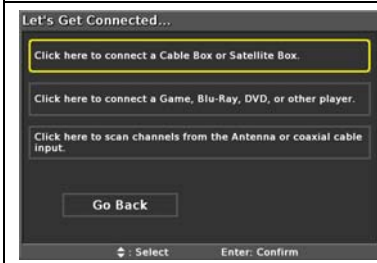 Let's Get Connected...
Click here to connect a Cable Box or Satellite Box.
Click here to connect a Game, Blu-Ray, DVD, or other player.
Click here to scan channels from the Antenna or coaxial cable
input.
Go Back
: Select Enter: Confirm